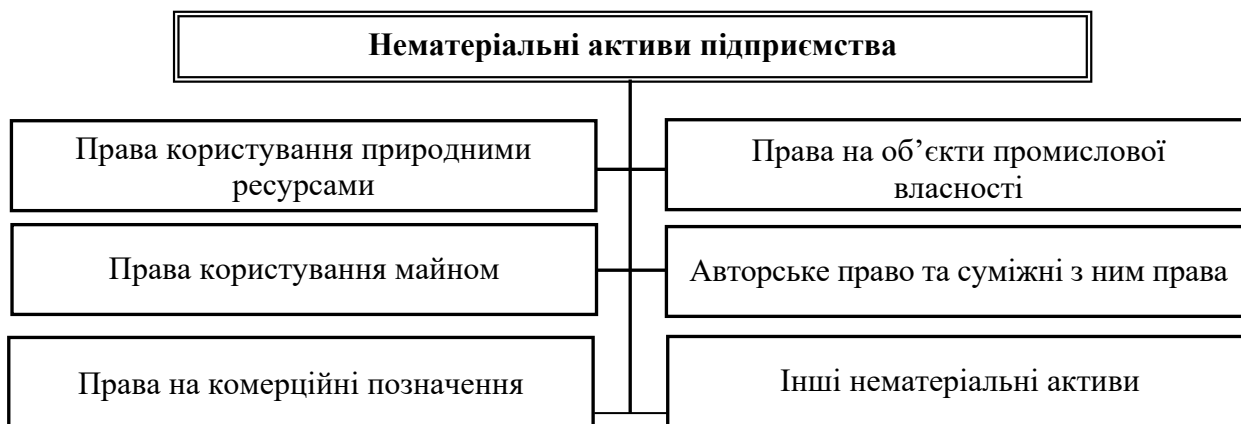 Нематеріальні активи підприємства
Права користування природними
ресурсами
Права на об’єкти промислової
власності
Права користування майном
Авторське право та суміжні з ним права
Права на комерційні позначення
Інші нематеріальні активи